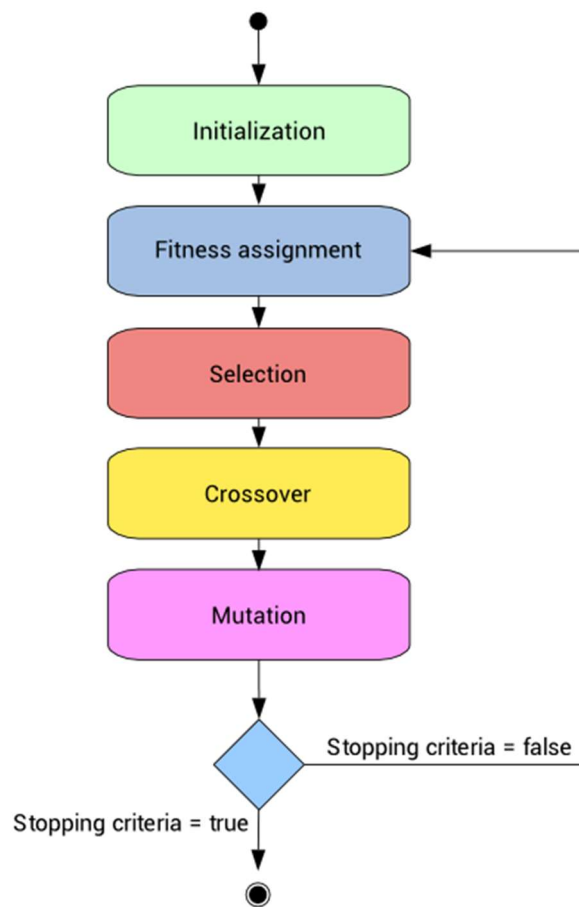 Initialization
Fitness assignment
Selection
Crossover
Mutation
Stopping criteria = false
Stopping criteria = true